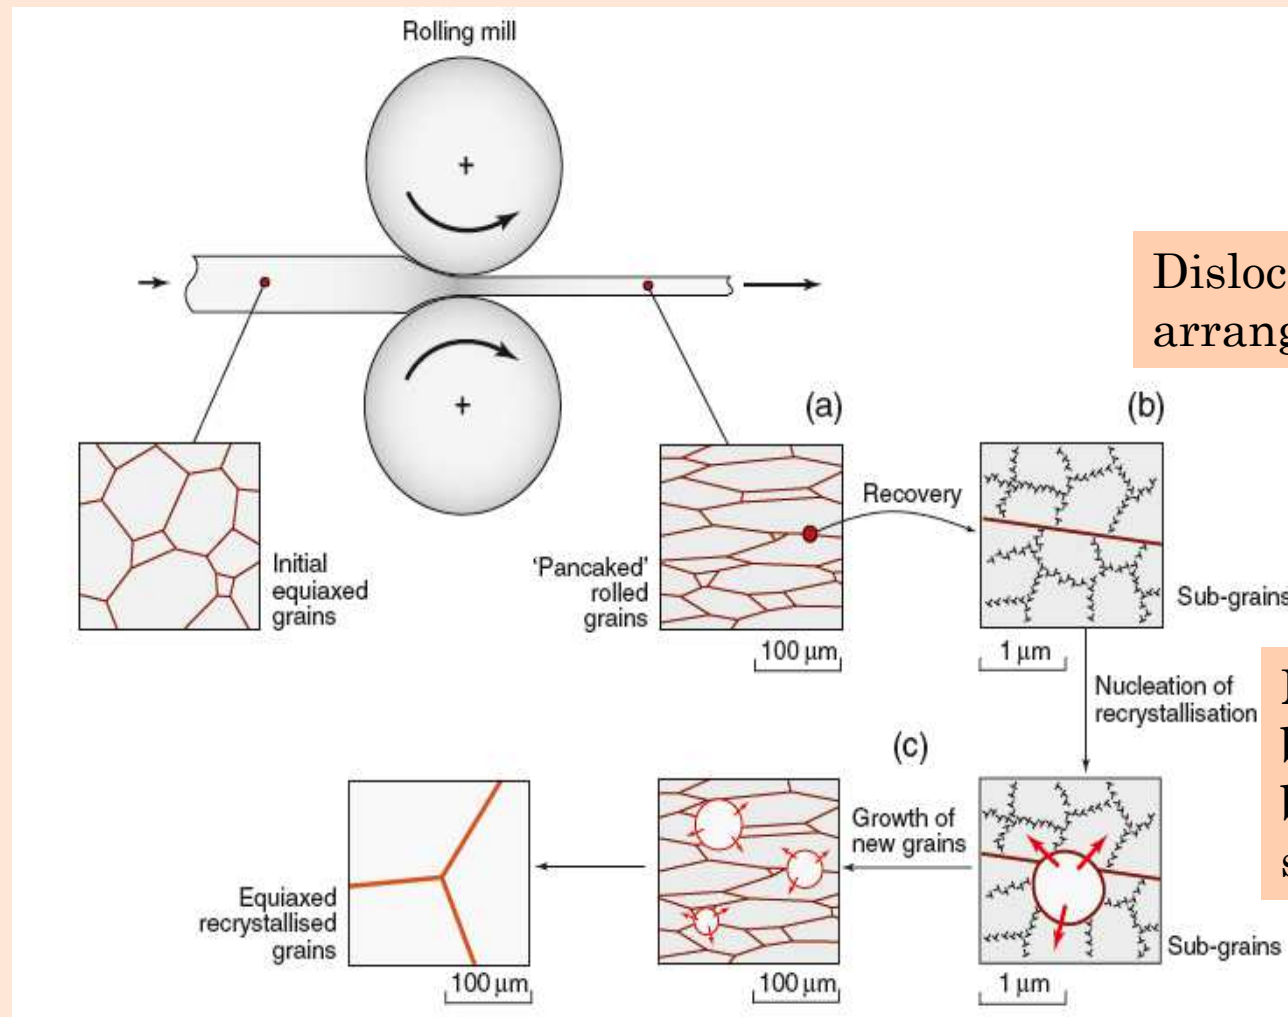 Rolling mill
Disloc
arrang
(a)
(b)
Recovery
Initial
equiaxed
grains
'Pancaked'
rolled
grains
Sub-grains
100 µm
1 µm
Nucleation of
recrystallisation
(c)
Growth of
new grains
Equiaxed
recrystallised
grains
Sub-grains
100 µm
100 µm
1 µm